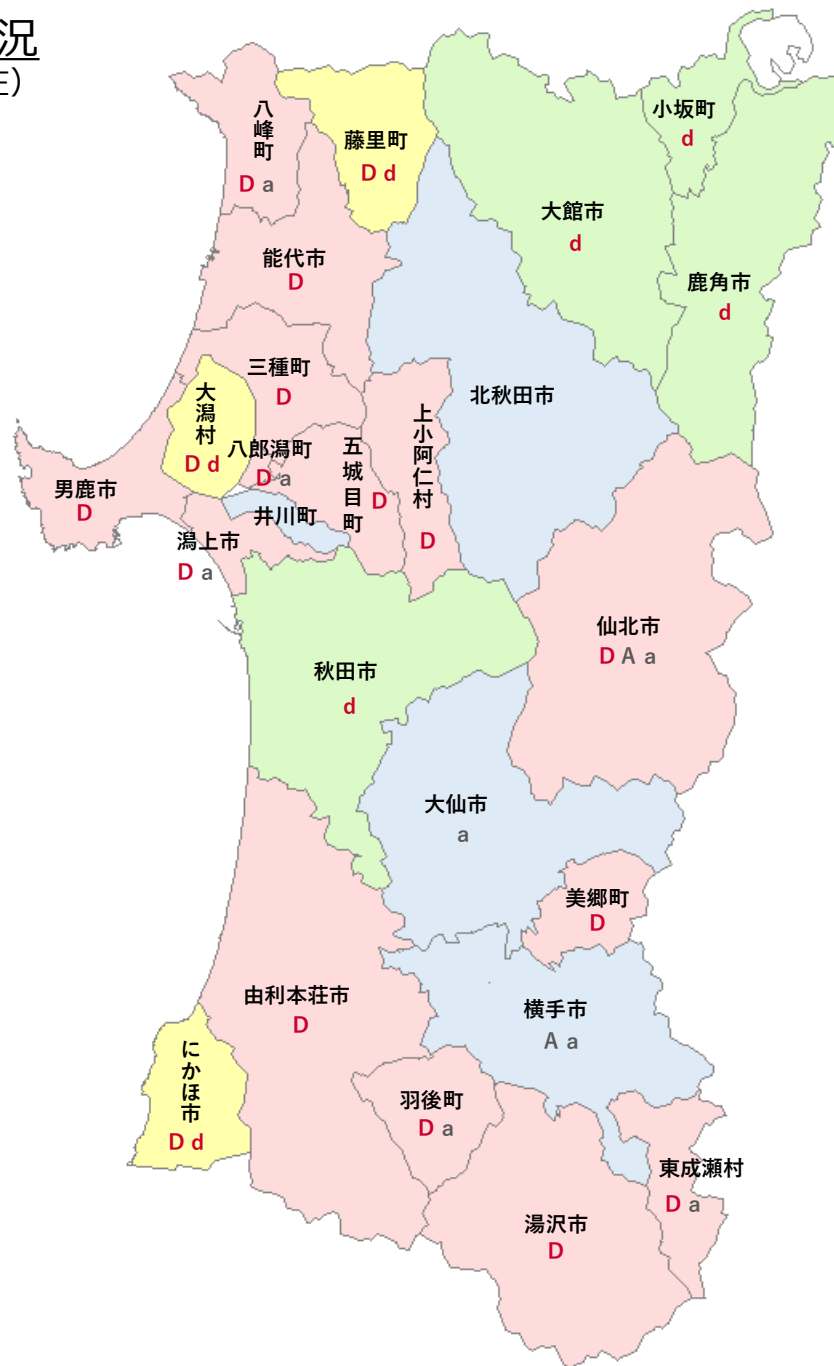 況
在）
八峰町
D a
藤里町
D d
小坂町
d
大館市
d
能代市
D
鹿角市
d
三種町
D
大潟村
D d
北秋田市
上小阿仁村
D
八郎潟町
D a
五城目町
D
男鹿市
D
井川町
潟上市
D a
仙北市
D A a
秋田市
d
大仙市
a
美郷町
D
由利本荘市
D
横手市
A a
にかほ市
D d
羽後町
D a
東成瀬村
D a
湯沢市
D